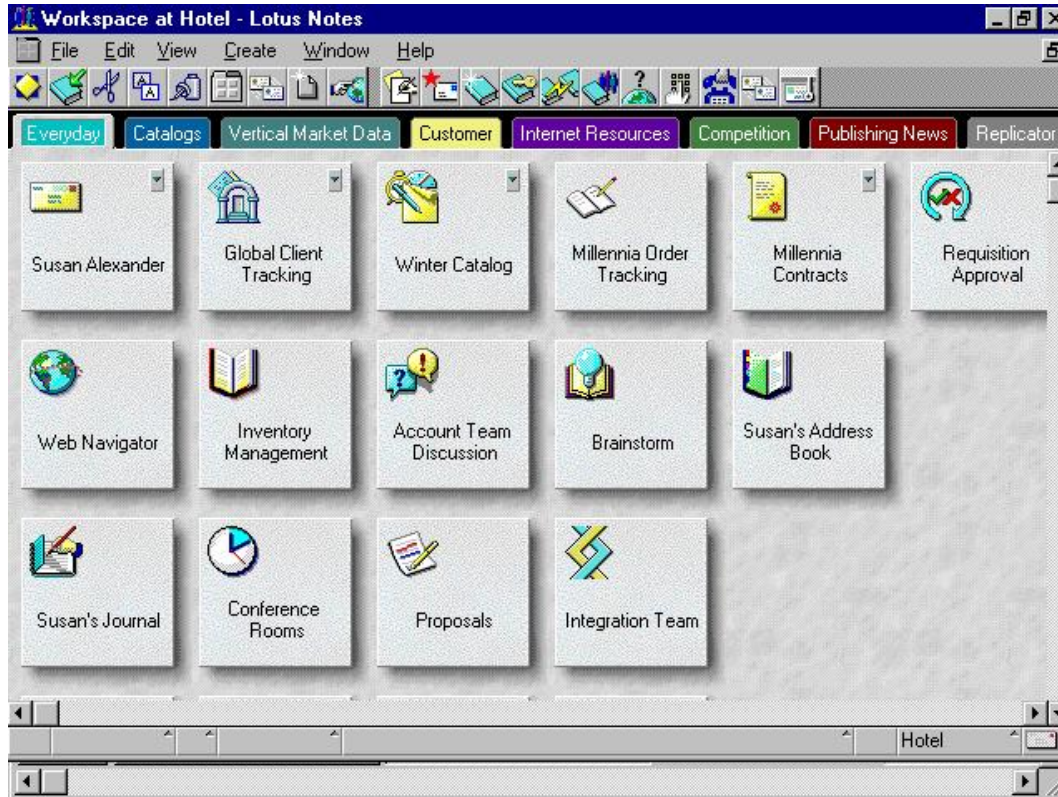 Workspace at Hotel - Lotus Notes
File Edit View Create Window Help
Everyday Catalogs Vertical Market Data Customer Internet Resources Competition Publishing News Replicator
Susan Alexander
Global Client
Tracking
Winter Catalog
Millennia Order
Tracking
Millennia
Contracts
Requisition
Approval
Web Navigator
Inventory
Management
Account Team
Discussion
Brainstorm
Susan's Address
Book
Susan's Journal
Conference
Rooms
Proposals
Integration Team
Hotel